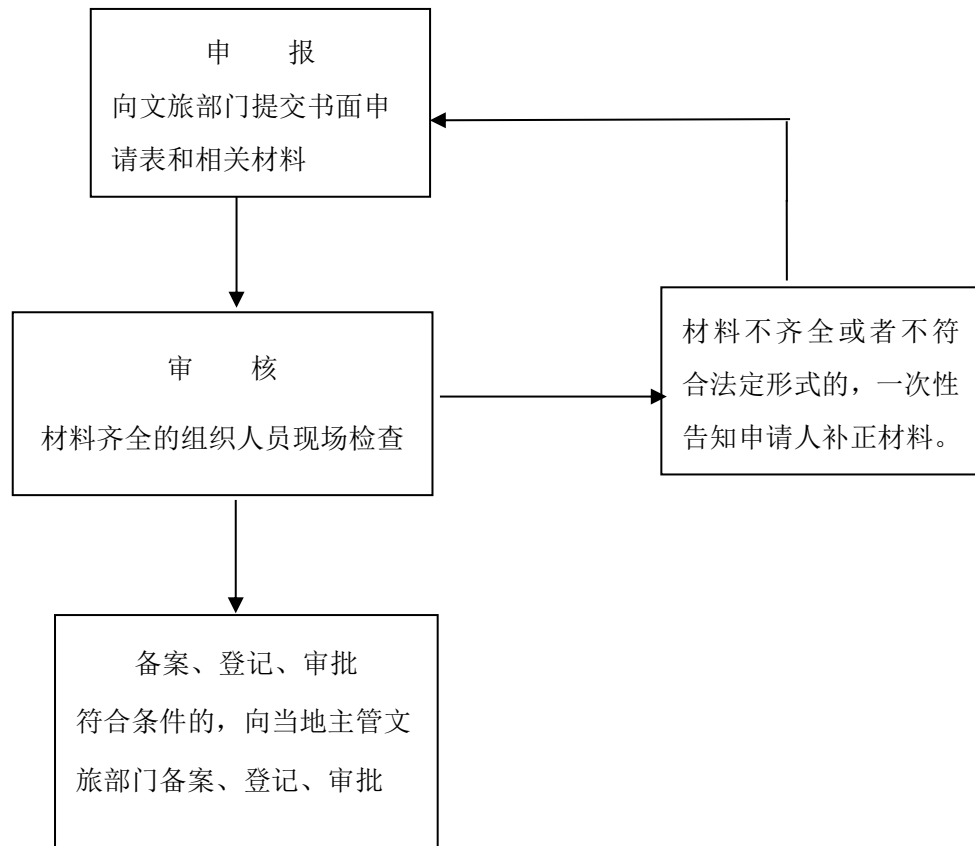 申 报
向文旅部门提交书面申
请表和相关材料
审 核
材料齐全的组织人员现场检查
材料不齐全或者不符
合法定形式的，一次性
告知申请人补正材料。
备案、登记、审批
符合条件的，向当地主管文
旅部门备案、登记、审批